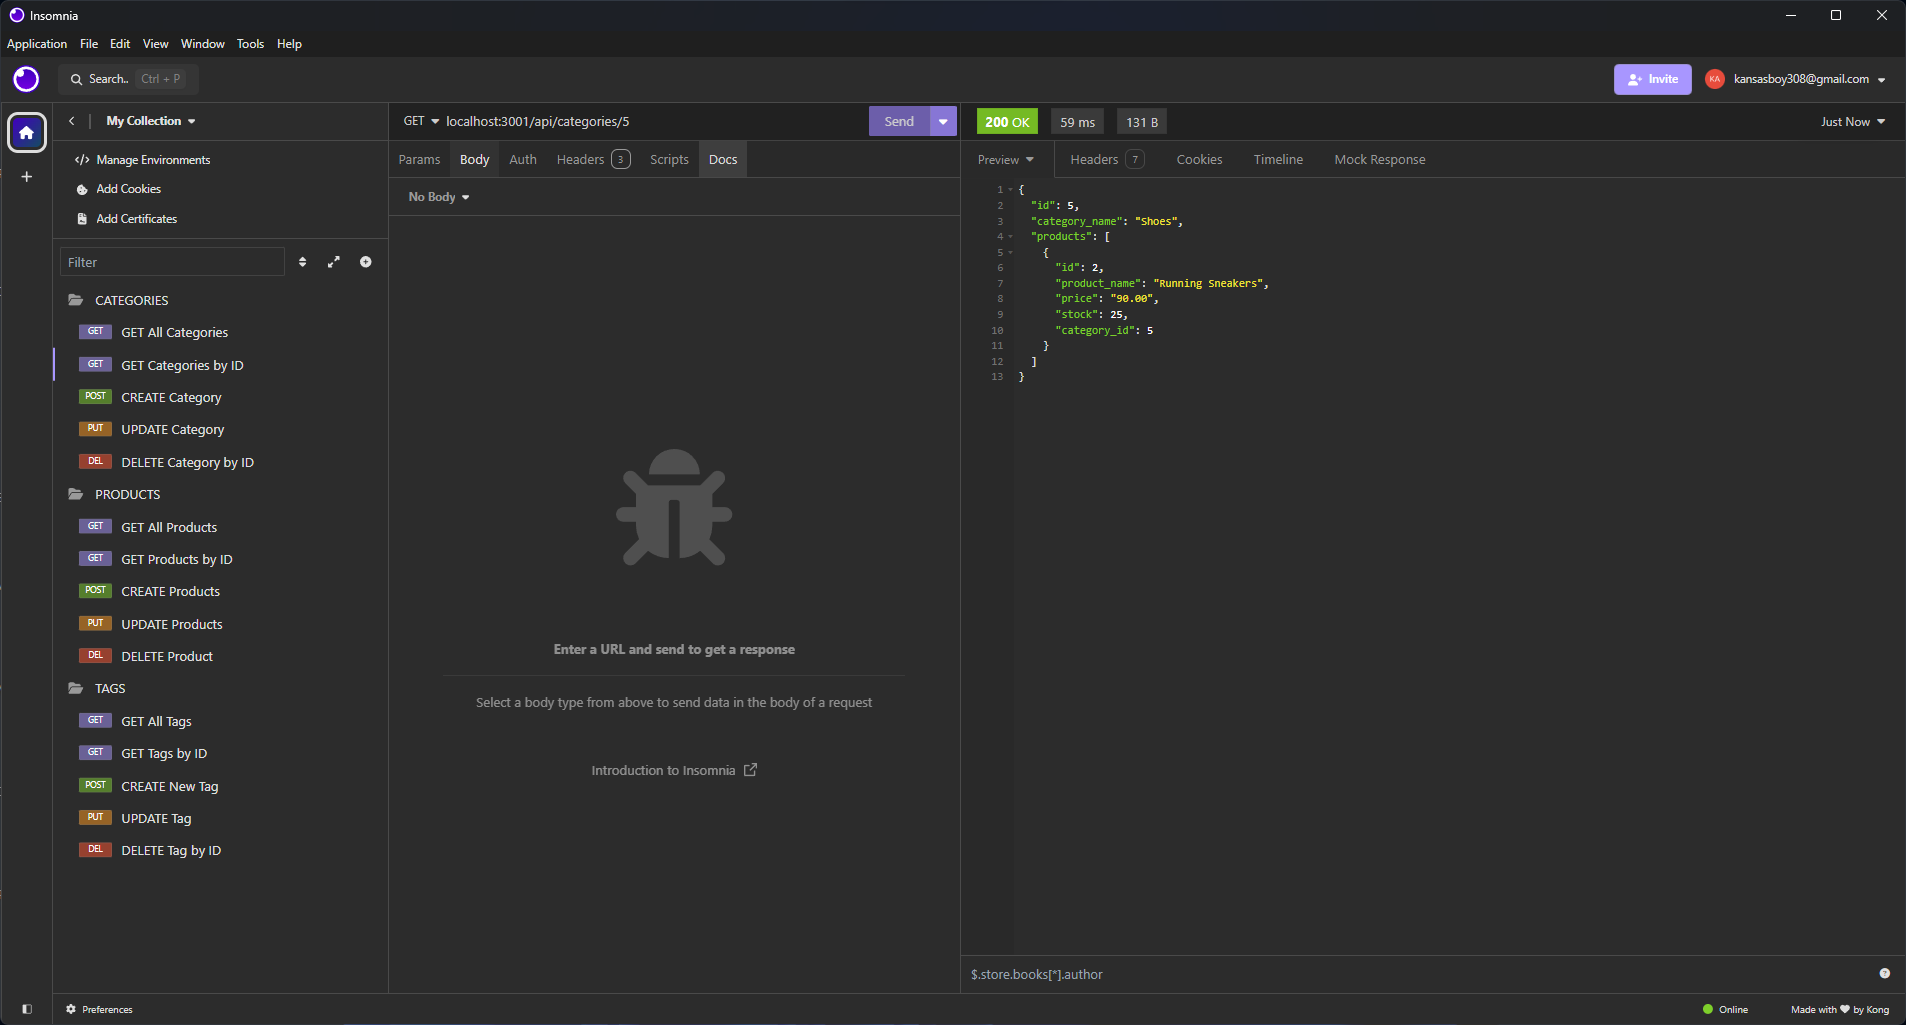 Insomnia
Application File Edit View Window Tools Help
Search.. Ctrl + P
Invite
KA kansasboy308@gmail.com
My Collection
Manage Environments
Add Cookies
Add Certificates
Filter
CATEGORIES
GET GET All Categories
GET GET Categories by ID
POST CREATE Category
PUT UPDATE Category
DEL DELETE Category by ID
PRODUCTS
GET GET All Products
GET GET Products by ID
POST CREATE Products
PUT UPDATE Products
DEL DELETE Product
TAGS
GET GET All Tags
GET GET Tags by ID
POST CREATE New Tag
PUT UPDATE Tag
DEL DELETE Tag by ID
GET localhost:3001/api/categories/5 Send
Params Body Auth Headers 3 Scripts Docs
No Body
Enter a URL and send to get a response
Select a body type from above to send data in the body of a request
Introduction to Insomnia
200 OK 59 ms 131 B Just Now
Preview Headers 7 Cookies Timeline Mock Response
1 {
2 "id": 5,
3 "category_name": "Shoes",
4 "products": [
5 {
6 "id": 2,
7 "product_name": "Running Sneakers",
8 "price": "90.00",
9 "stock": 25,
10 "category_id": 5
11 }
12 ]
13 }
$.store.books[*].author
Preferences
Online
Made with ♥ by Kong